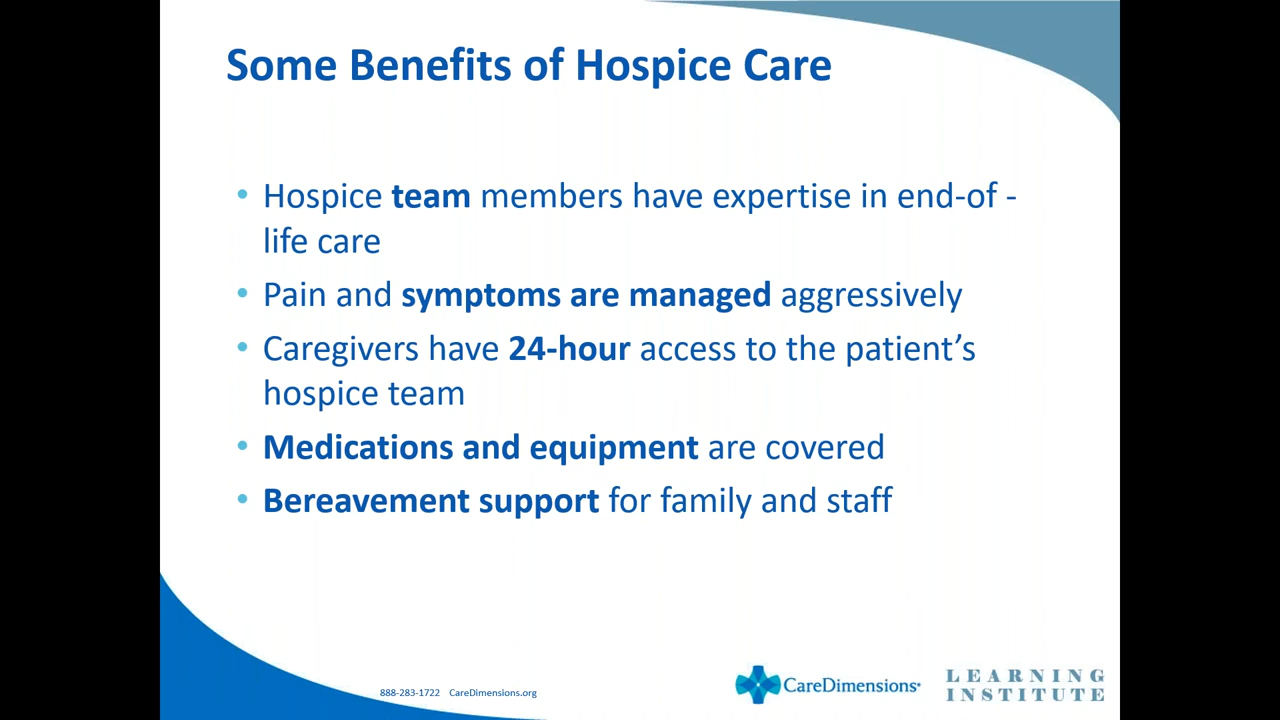 Some Benefits of Hospice Care
• Hospice team members have expertise in end-of -
life care
• Pain and symptoms are managed aggressively
• Caregivers have 24-hour access to the patient’s
hospice team
• Medications and equipment are covered
• Bereavement support for family and staff
888-283-1722 CareDimensions.org
CareDimensions
LEARNING
INSTITUTE